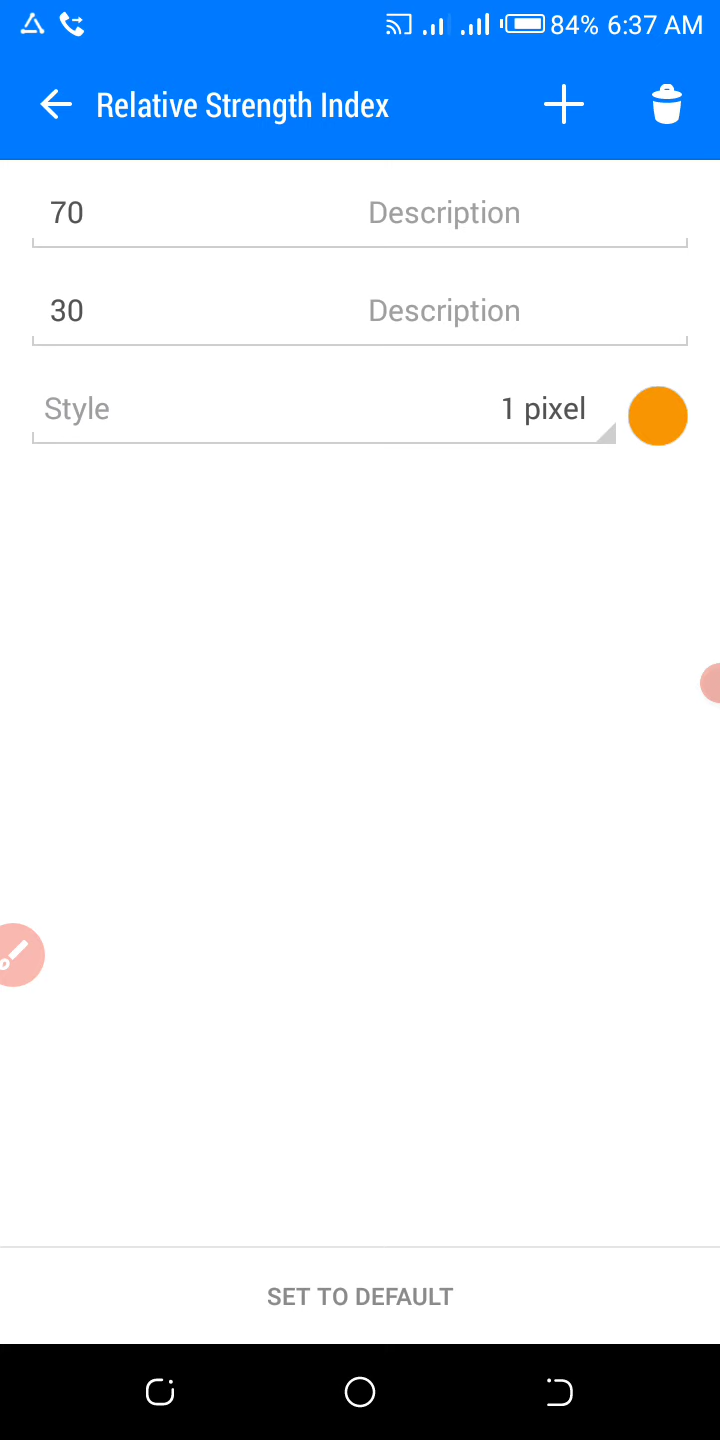 84% 6:37 AM
Relative Strength Index
70 Description
30 Description
Style 1 pixel
SET TO DEFAULT